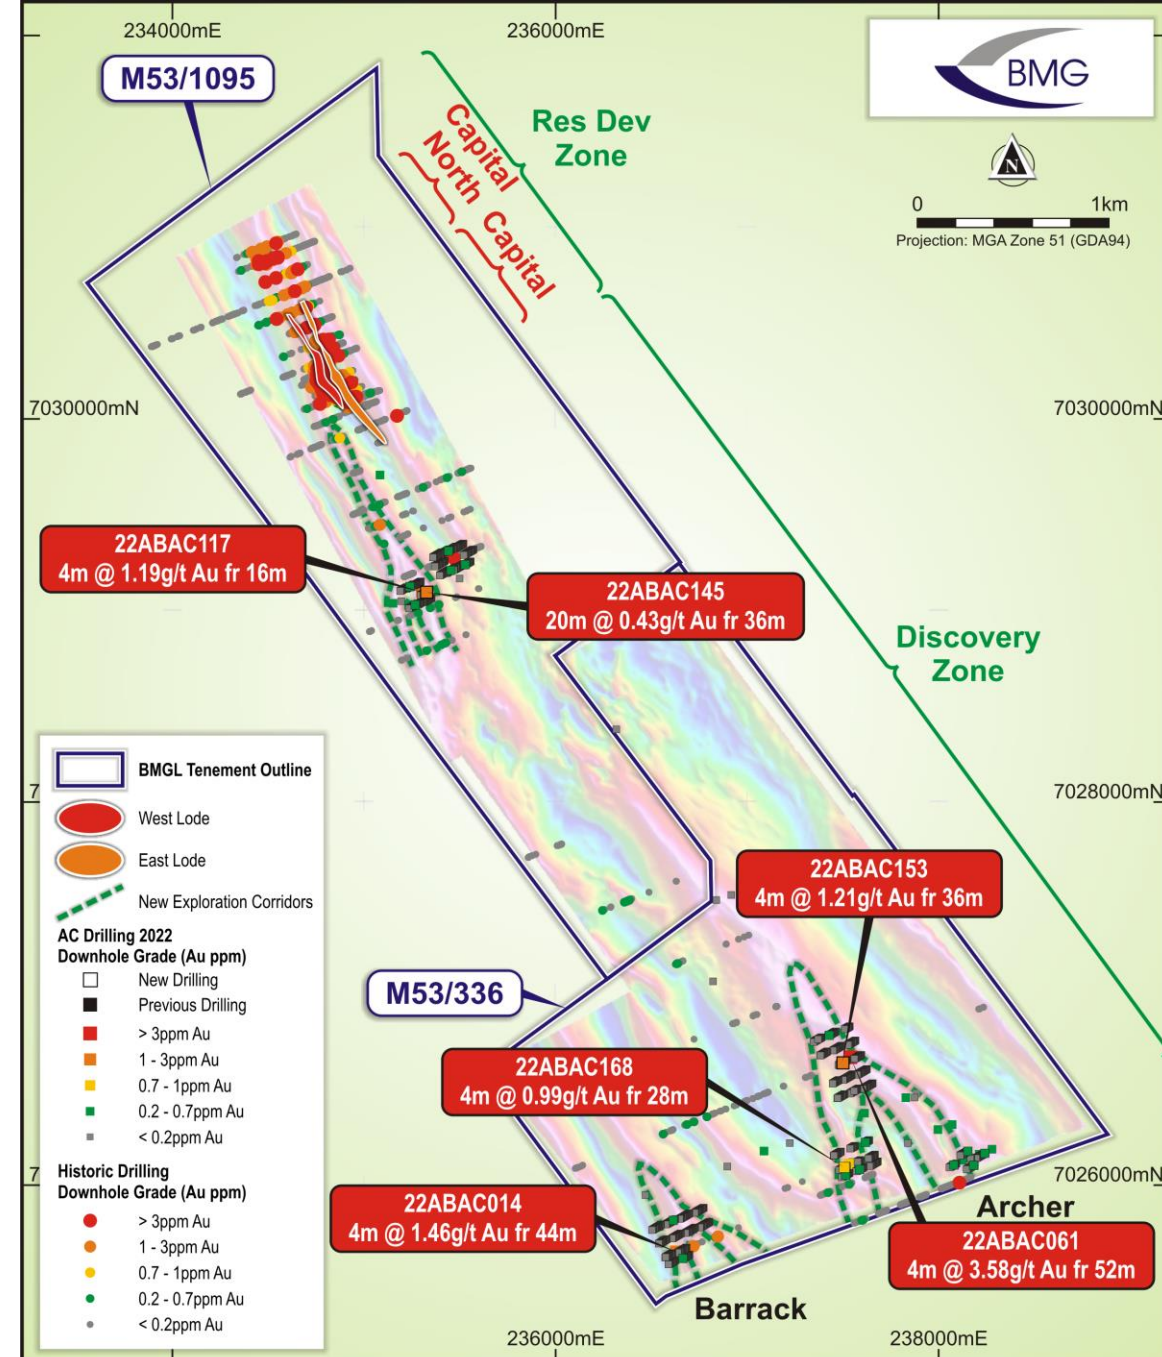 234000mE
236000mE
M53/1095
BMG
Res Dev
Zone
Capital
North
Capital
N
0
1km
Projection: MGA Zone 51 (GDA94)
7030000mN
7030000mN
22ABAC117
4m @ 1.19g/t Au fr 16m
22ABAC145
20m @ 0.43g/t Au fr 36m
Discovery
Zone
7
7028000mN
22ABAC153
4m @ 1.21g/t Au fr 36m
M53/336
22ABAC168
4m @ 0.99g/t Au fr 28m
7
7026000mN
22ABAC014
4m @ 1.46g/t Au fr 44m
Archer
22ABAC061
4m @ 3.58g/t Au fr 52m
Barrack
236000mE
238000mE
BMGL Tenement Outline
West Lode
East Lode
New Exploration Corridors
AC Drilling 2022
Downhole Grade (Au ppm)
New Drilling
Previous Drilling
> 3ppm Au
1 - 3ppm Au
0.7 - 1ppm Au
0.2 - 0.7ppm Au
< 0.2ppm Au
Historic Drilling
Downhole Grade (Au ppm)
> 3ppm Au
1 - 3ppm Au
0.7 - 1ppm Au
0.2 - 0.7ppm Au
< 0.2ppm Au